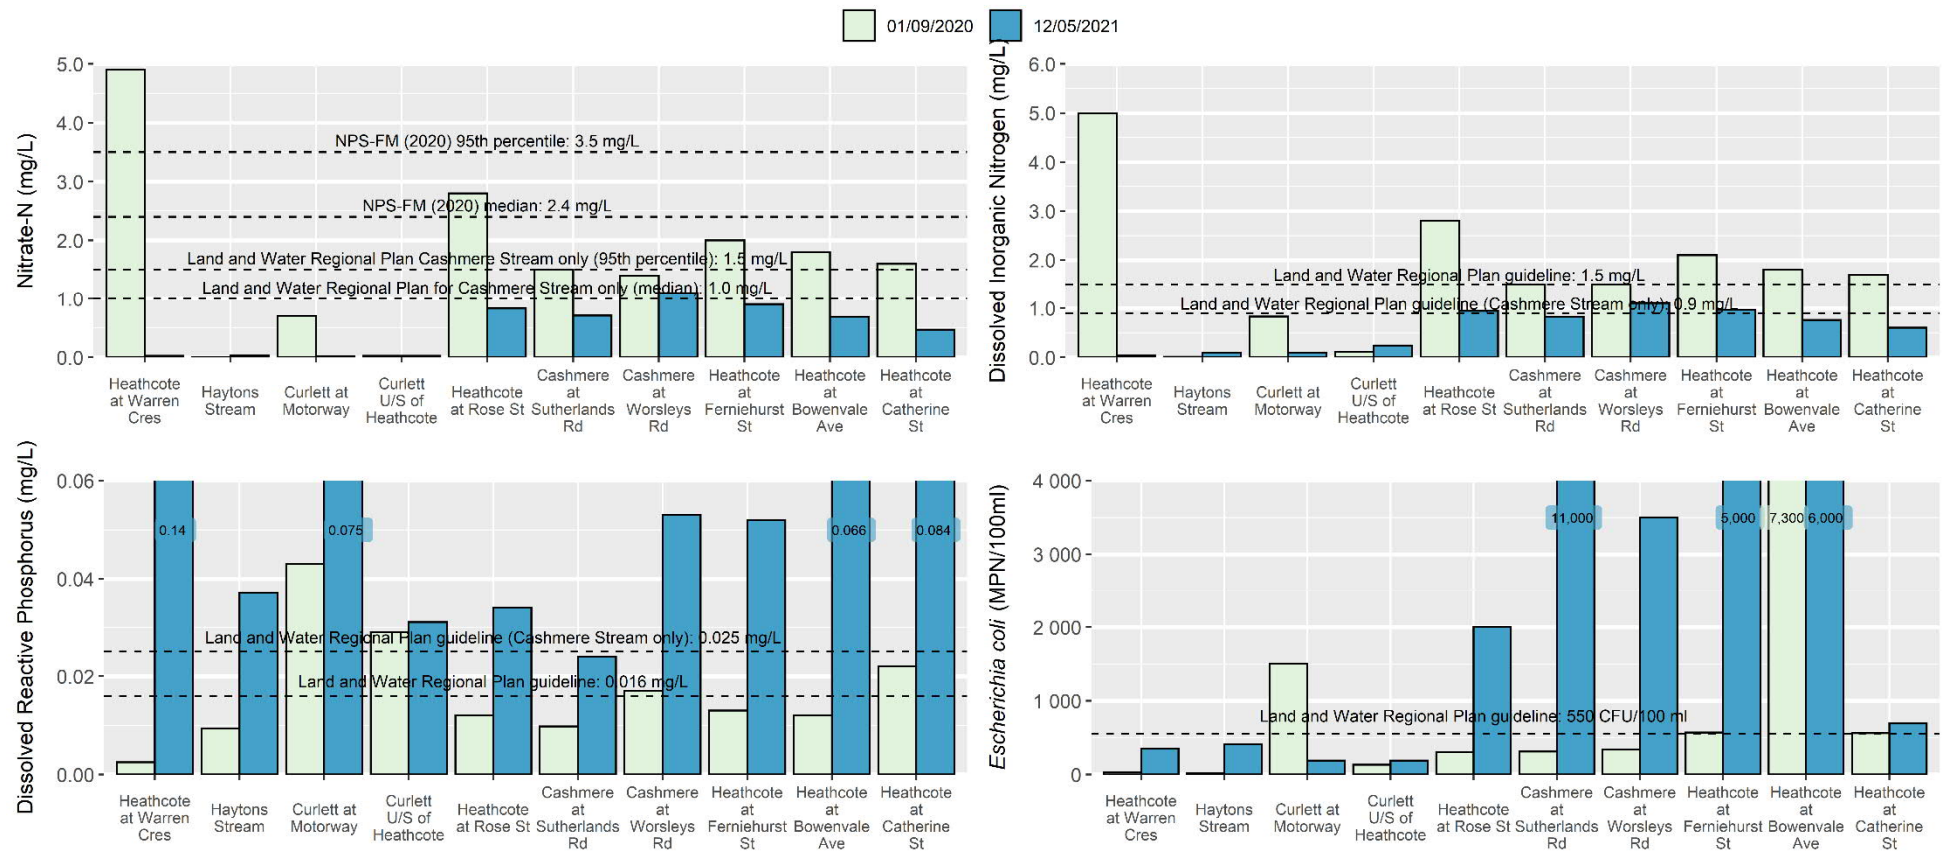 01/09/2020
12/05/2021
Nitrate-N (mg/L)
5.0
4.0
3.0
2.0
1.0
0.0
NPS-FM (2020) 95th percentile: 3.5 mg/L
NPS-FM (2020) median: 2.4 mg/L
Land and Water Regional Plan Cashmere Stream only (95th percentile): 1.5 mg/L
Land and Water Regional Plan for Cashmere Stream only (median): 1.0 mg/L
Heathcote
at Warren
Cres
Haytons
Stream
Curlett at
Motorway
Curlett
U/S of
Heathcote
Heathcote
at Rose St
Cashmere
at
Sutherlands
Rd
Cashmere
at
Worsleys
Rd
Heathcote
at
Ferniehurst
St
Heathcote
at
Bowenvale
Ave
Heathcote
at
Catherine
St
Dissolved Inorganic Nitrogen (mg/L)
6.0
5.0
4.0
3.0
2.0
1.0
0.0
Land and Water Regional Plan guideline: 1.5 mg/L
Land and Water Regional Plan guideline (Cashmere Stream only): 0.9 mg/L
Heathcote
at Warren
Cres
Haytons
Stream
Curlett at
Motorway
Curlett
U/S of
Heathcote
Heathcote
at Rose St
Cashmere
at
Sutherlands
Rd
Cashmere
at
Worsleys
Rd
Heathcote
at
Ferniehurst
St
Heathcote
at
Bowenvale
Ave
Heathcote
at
Catherine
St
Dissolved Reactive Phosphorus (mg/L)
0.06
0.04
0.02
0.00
0.14
0.075
0.066
0.084
Land and Water Regional Plan guideline (Cashmere Stream only): 0.025 mg/L
Land and Water Regional Plan guideline: 0.016 mg/L
Heathcote
at Warren
Cres
Haytons
Stream
Curlett at
Motorway
Curlett
U/S of
Heathcote
Heathcote
at Rose St
Cashmere
at
Sutherlands
Rd
Cashmere
at
Worsleys
Rd
Heathcote
at
Ferniehurst
St
Heathcote
at
Bowenvale
Ave
Heathcote
at
Catherine
St
Escherichia coli (MPN/100ml)
4 000
3 000
2 000
1 000
0
11,000
5,000
7,300
6,000
Land and Water Regional Plan guideline: 550 CFU/100 ml
Heathcote
at Warren
Cres
Haytons
Stream
Curlett at
Motorway
Curlett
U/S of
Heathcote
Heathcote
at Rose St
Cashmere
at
Sutherlands
Rd
Cashmere
at
Worsleys
Rd
Heathcote
at
Ferniehurst
St
Heathcote
at
Bowenvale
Ave
Heathcote
at
Catherine
St